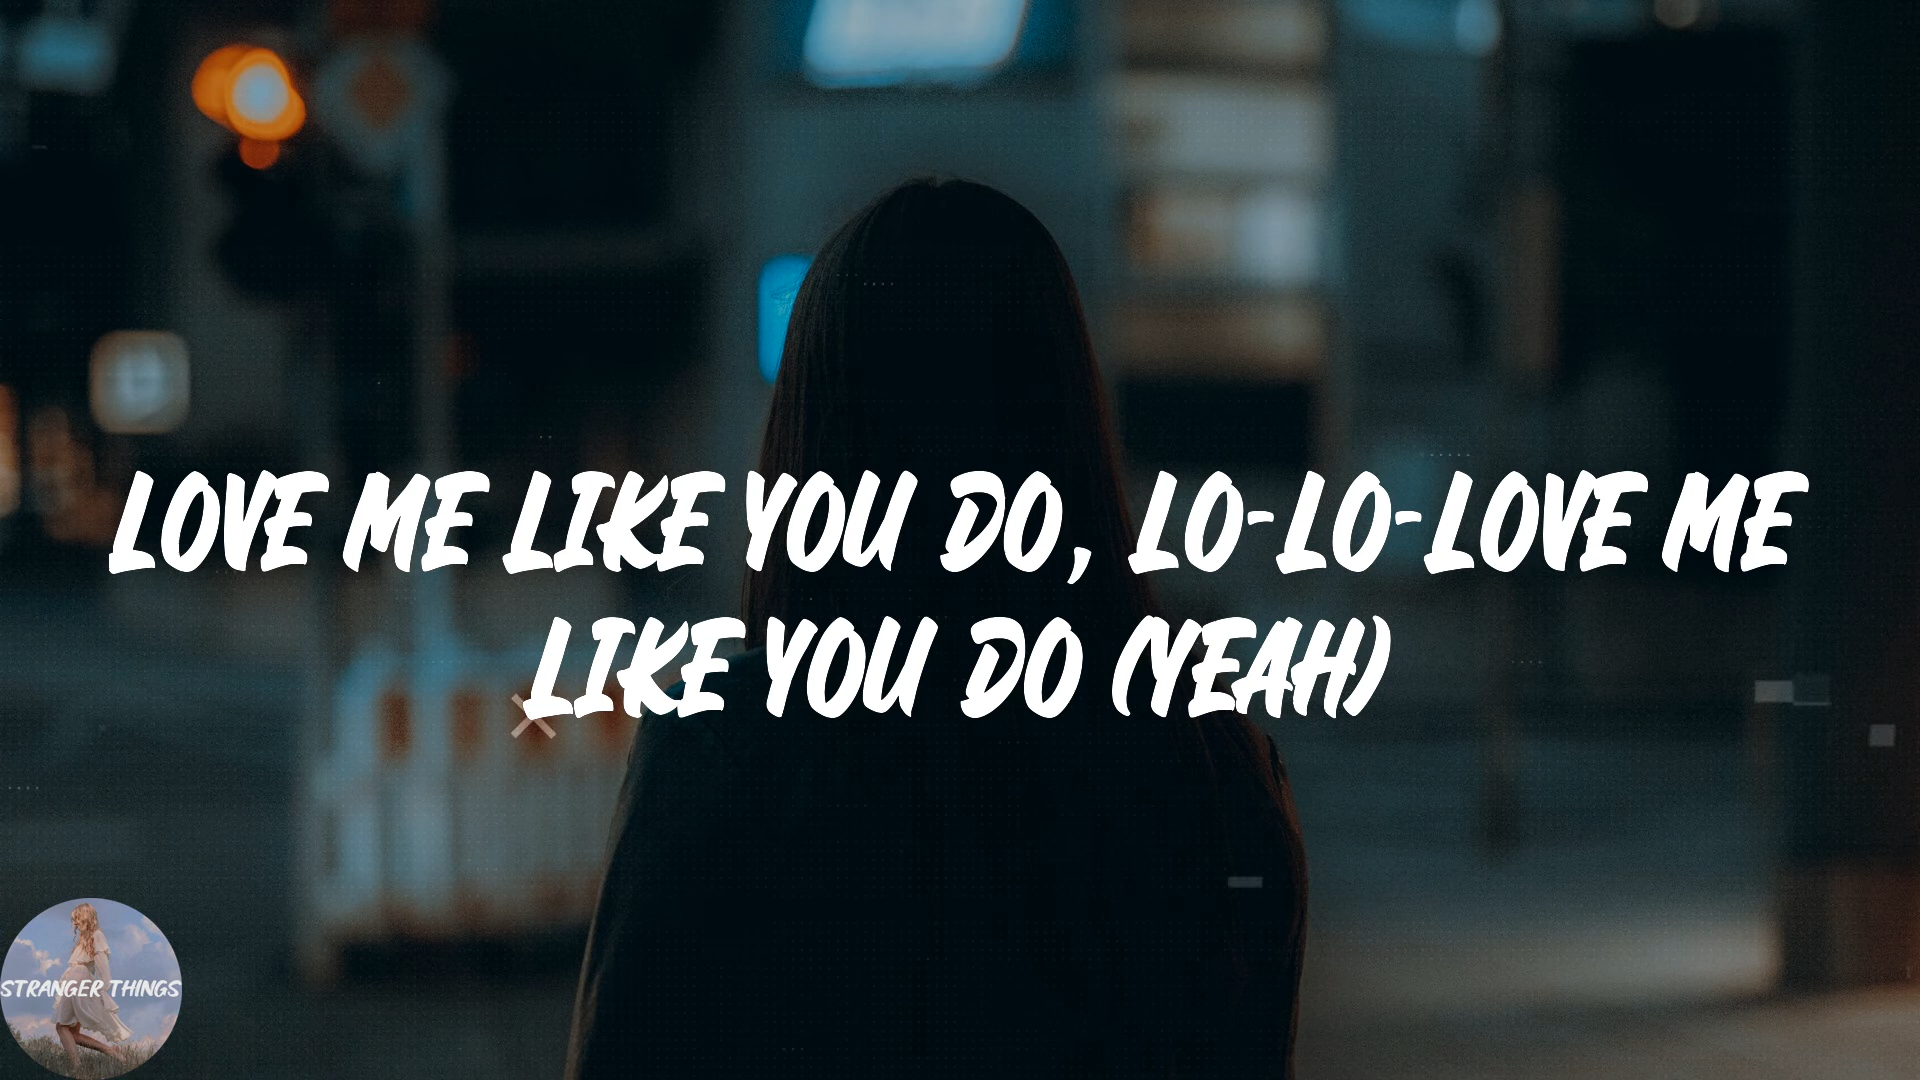 LOVE ME LIKE YOU DO, LO-LO-LOVE ME
LIKE YOU DO (YEAH)
STRANGER THINGS